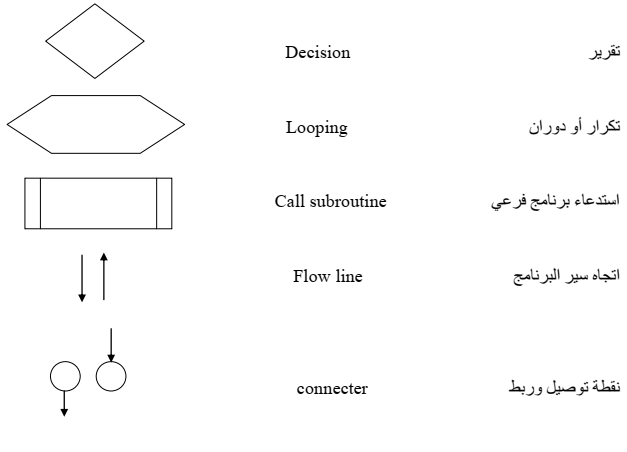 Decision تقرير
Looping تكرار أو دوران
Call subroutine استدعاء برنامج فرعي
Flow line اتجاه سير البرنامج
connecter نقطة توصيل وربط